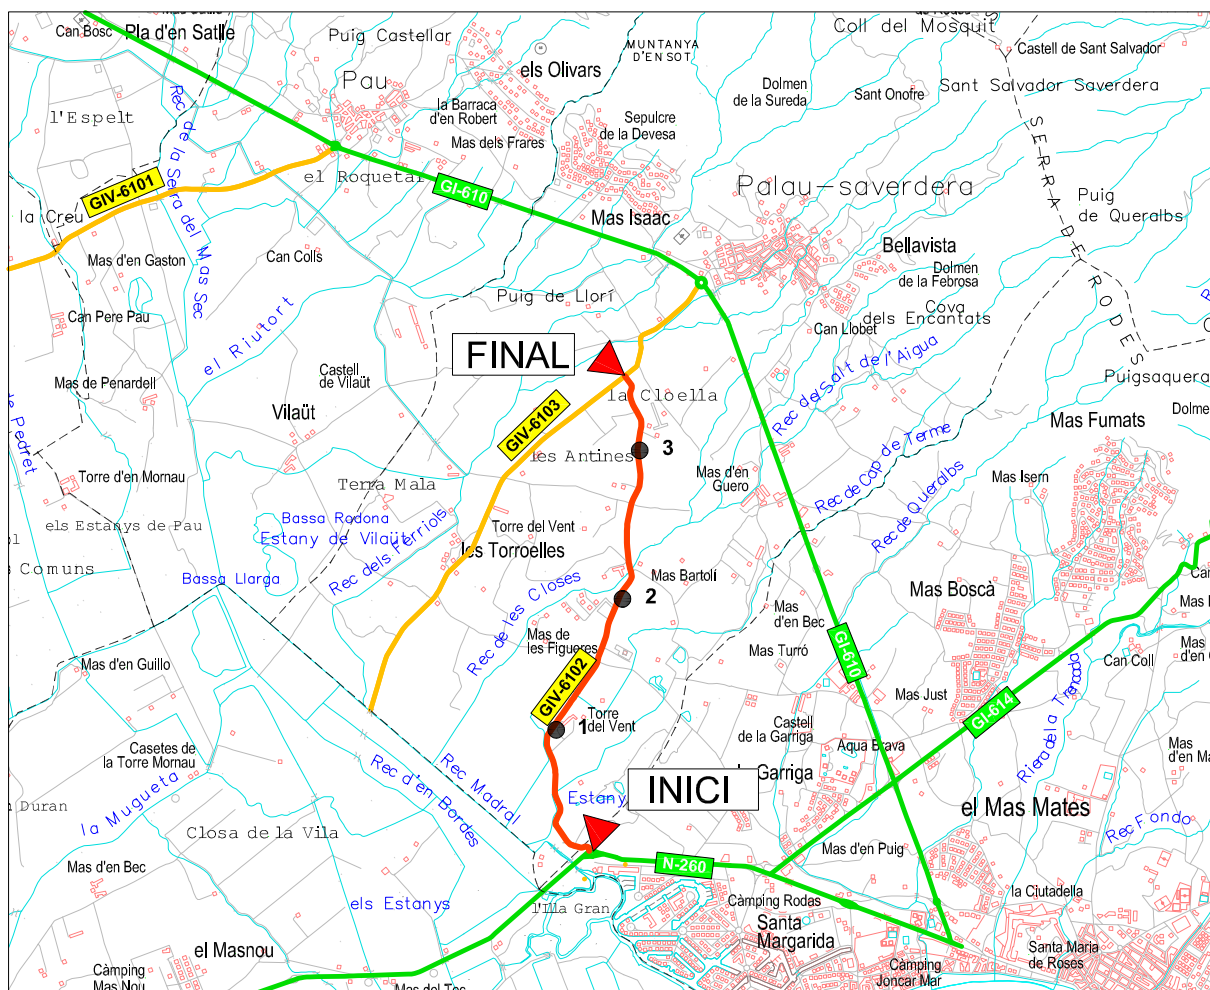 Can Bosc
Pla d'en Satlle
Puig Castellar
Pau
els Olivars
MUNTANYA
D'EN SOT
Coll del Mosquit
Castell de Sant Salvador
Sant Salvador Saverdera
Dolmen
de la Sureda
Sant Onofre
l'Espelt
la Barraca
d'en Robert
Mas dels Frares
Sepulcre
de la Devesa
Rec de la Sera del Mas Sec
GIV-6101
el Roquetar
GI-610
la Creu
Mas Isaac
Palau-saverdera
SERRA DE RODES
Puig
de Queralbs
Mas d'en Gaston
Can Colls
Bellavista
Dolmen
de la Febrosa
Puig de Llorí
Cova
dels Encantats
Can Pere Pau
el Riutort
Can Llobet
FINAL
Rec del Salt de l'Aigua
Mas de Penardell
Castell
de Vilaüt
Vilaüt
la Cloella
Puigsaquera
Dolme
Mas Fumats
GIV-6103
3
les Antines
Mas d'en
Guero
Rec de Cap de Terme
Rec de Queralbs
Mas Isern
Torre d'en Mornau
Terra Mala
els Estanys de Pau
Bassa Rodona
Estany de Vilaüt
Torre del Vent
les Torroelles
Rec dels Ferriols
Comuns
Bassa Llarga
Rec de les Closes
Mas Bartolí
2
Mas Boscà
Mas
d'en Bec
Mas de
les Figueres
Mas Turró
GI-610
Mas d'en Guillo
GIV-6102
Can Coll
Mas Just
GI-614
Riera de la Trencada
1
Torre
del Vent
Castell
de la Garriga
Aqua Brava
Casetes de
la Torre Mornau
la Mugueta
Rec d'en Bordes
Rec Madral
Garriga
INICI
Estany
el Mas Mates
Rec Fondo
Duran
Closa de la Vila
Mas d'en Bec
Mas d'en Puig
N-260
la Ciutadella
els Estanys
l'Illa Gran
Càmping Rodas
Santa
Margarida
el Masnou
Santa Maria
de Roses
Càmping
Mas Nou
Mas del Tec
Càmping
Joncar Mar